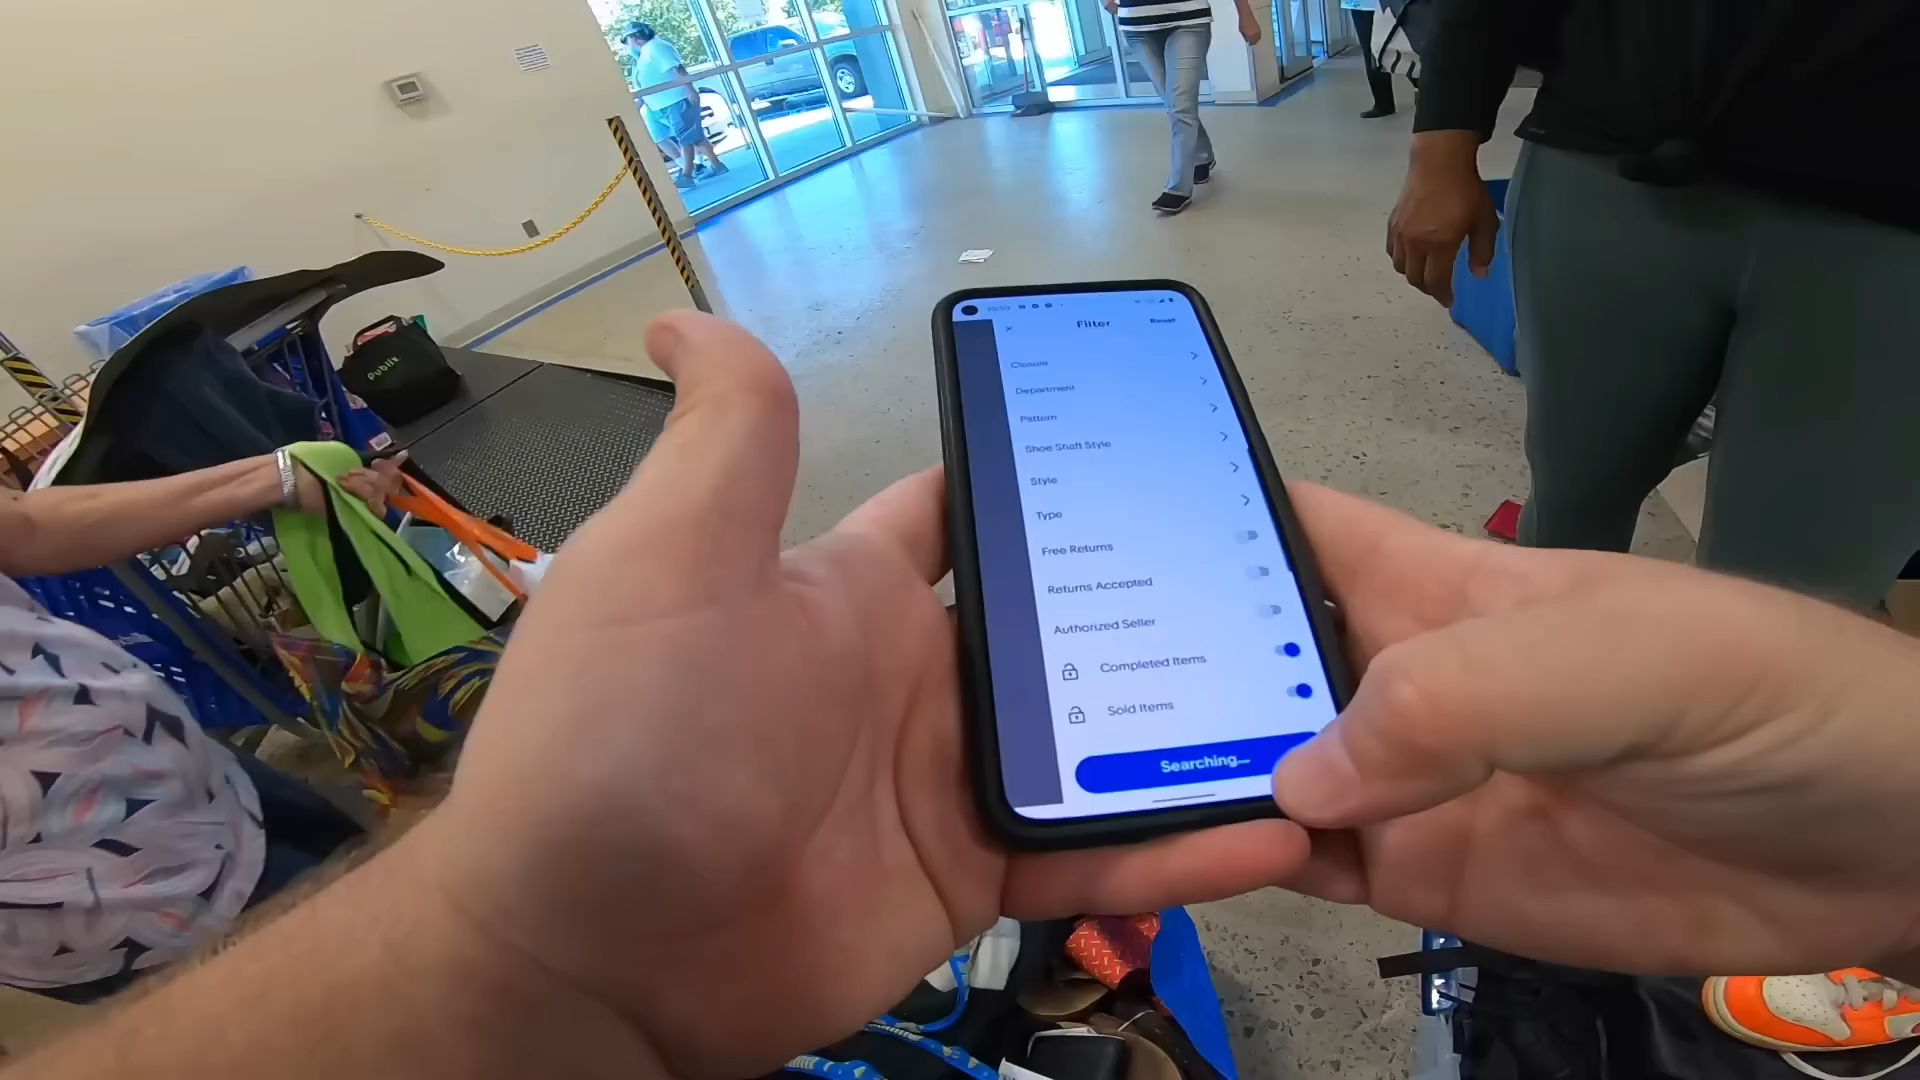 Filter
Reset
Closure
Department
Pattern
Shoe Shaft Style
Style
Type
Free Returns
Returns Accepted
Authorized Seller
Completed Items
Sold Items
Searching...
Publix